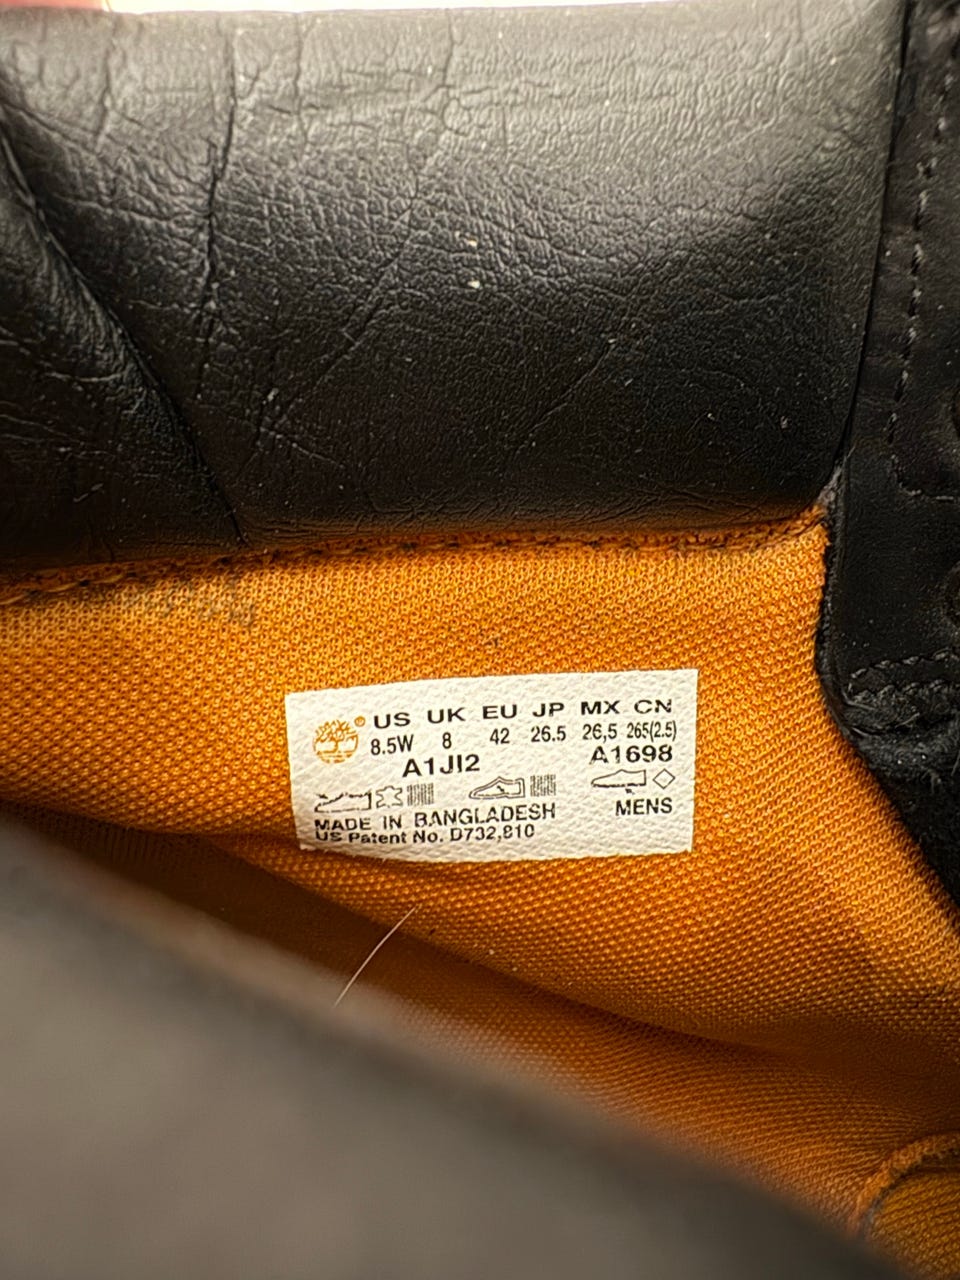 ® US UK EU JP MX CN
8.5W 8 42 26.5 26,5 265(2.5)
A1JI2 A1698
MENS
MADE IN BANGLADESH
US Patent No. D732,810